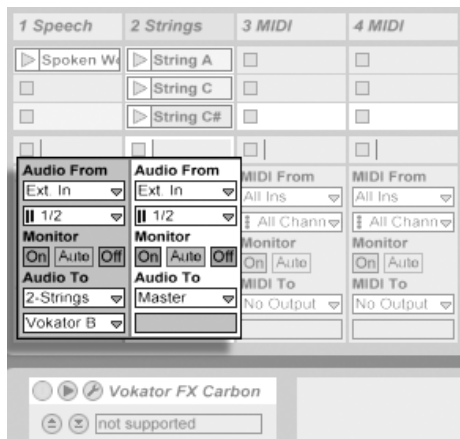 1 Speech 2 Strings 3 MIDI 4 MIDI
Spoken Wo String A
String C
String C#
Audio From Audio From MIDI From MIDI From
Ext. In Ext. In All Ins All Ins
1/2 1/2 All Chann All Chann
Monitor Monitor Monitor Monitor
On Auto Off On Auto Off On Auto On Auto
Audio To Audio To MIDI To MIDI To
2-Strings Master No Output No Output
Vokator B
Vokator FX Carbon
not supported